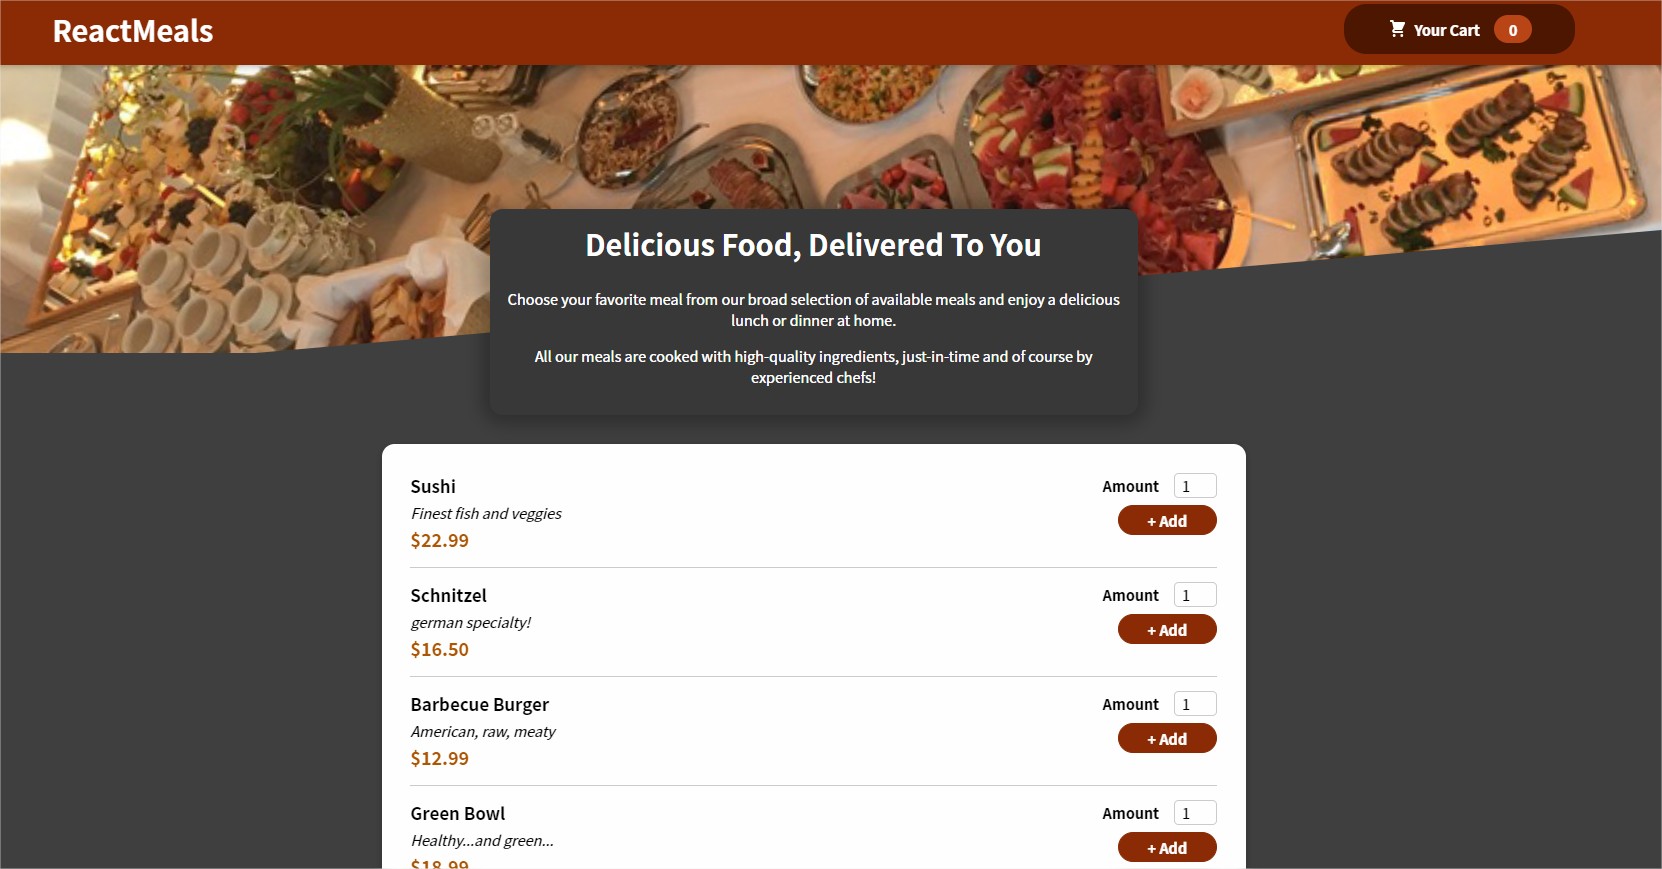 ReactMeals
Your Cart 0
Delicious Food, Delivered To You
Choose your favorite meal from our broad selection of available meals and enjoy a delicious
lunch or dinner at home.
All our meals are cooked with high-quality ingredients, just-in-time and of course by
experienced chefs!
Sushi
Finest fish and veggies
$22.99
Amount 1
+ Add
Schnitzel
german specialty!
$16.50
Amount 1
+ Add
Barbecue Burger
American, raw, meaty
$12.99
Amount 1
+ Add
Green Bowl
Healthy...and green...
$18.99
Amount 1
+ Add